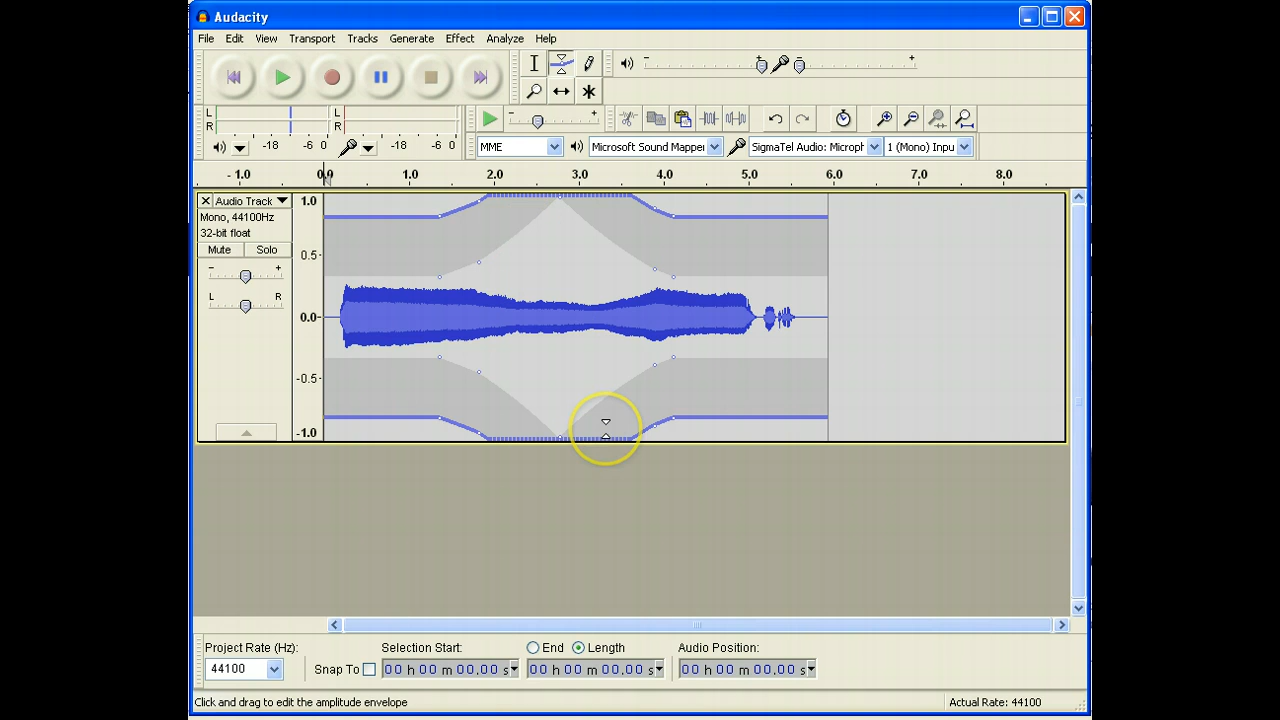 Audacity
File Edit View Transport Tracks Generate Effect Analyze Help
L
R
-18 -6 0
L
R
-18 -6 0
MME
Microsoft Sound Mapper
SigmaTel Audio: Microph
1 (Mono) Inpu
- 1.0 0.0 1.0 2.0 3.0 4.0 5.0 6.0 7.0 8.0
Audio Track
Mono, 44100Hz
32-bit float
Mute Solo
- +
L R
1.0
0.5
0.0
-0.5
-1.0
Project Rate (Hz):
44100
Snap To
Selection Start:
00 h 00 m 00.00 s
End Length
00 h 00 m 00.00 s
Audio Position:
00 h 00 m 00.00 s
Click and drag to edit the amplitude envelope
Actual Rate: 44100